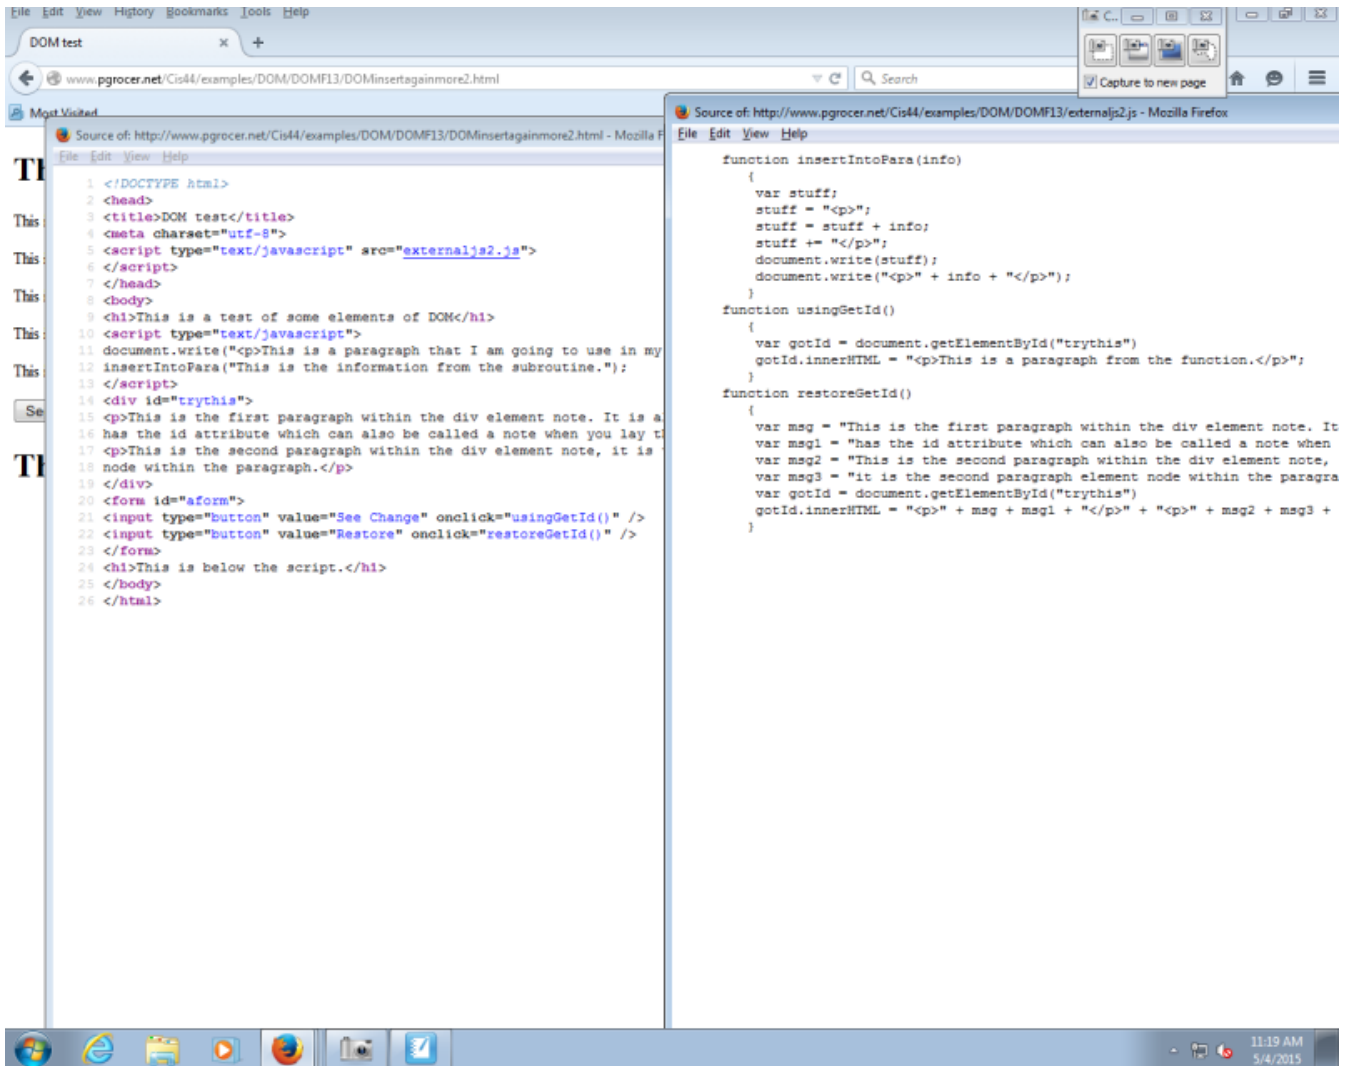 File Edit View History Bookmarks Tools Help
C..
DOM test × +
www.pgrocer.net/Cis44/examples/DOM/DOMF13/DOMinsertagainmore2.html
Search
Capture to new page
Most Visited
Th
This
This
This
This
This
Se
Th
Source of: http://www.pgrocer.net/Cis44/examples/DOM/DOMF13/DOMinsertagainmore2.html - Mozilla F
File Edit View Help
1 <!DOCTYPE html>
2 <head>
3 <title>DOM test</title>
4 <meta charset="utf-8">
5 <script type="text/javascript" src="externaljs2.js">
6 </script>
7 </head>
8 <body>
9 <h1>This is a test of some elements of DOM</h1>
10 <script type="text/javascript">
11 document.write("<p>This is a paragraph that I am going to use in my
12 insertIntoPara("This is the information from the subroutine.");
13 </script>
14 <div id="trythis">
15 <p>This is the first paragraph within the div element note. It is a
16 has the id attribute which can also be called a note when you lay t
17 <p>This is the second paragraph within the div element note, it is
18 node within the paragraph.</p>
19 </div>
20 <form id="aform">
21 <input type="button" value="See Change" onclick="usingGetId()" />
22 <input type="button" value="Restore" onclick="restoreGetId()" />
23 </form>
24 <h1>This is below the script.</h1>
25 </body>
26 </html>
Source of: http://www.pgrocer.net/Cis44/examples/DOM/DOMF13/externaljs2.js - Mozilla Firefox
File Edit View Help
function insertIntoPara(info)
{
var stuff;
stuff = "<p>";
stuff = stuff + info;
stuff += "</p>";
document.write(stuff);
document.write("<p>" + info + "</p>");
}
function usingGetId()
{
var gotId = document.getElementById("trythis")
gotId.innerHTML = "<p>This is a paragraph from the function.</p>";
}
function restoreGetId()
{
var msg = "This is the first paragraph within the div element note. It
var msg1 = "has the id attribute which can also be called a note when
var msg2 = "This is the second paragraph within the div element note,
var msg3 = "it is the second paragraph element node within the paragra
var gotId = document.getElementById("trythis")
gotId.innerHTML = "<p>" + msg + msg1 + "</p>" + "<p>" + msg2 + msg3 +
}
11:19 AM
5/4/2015